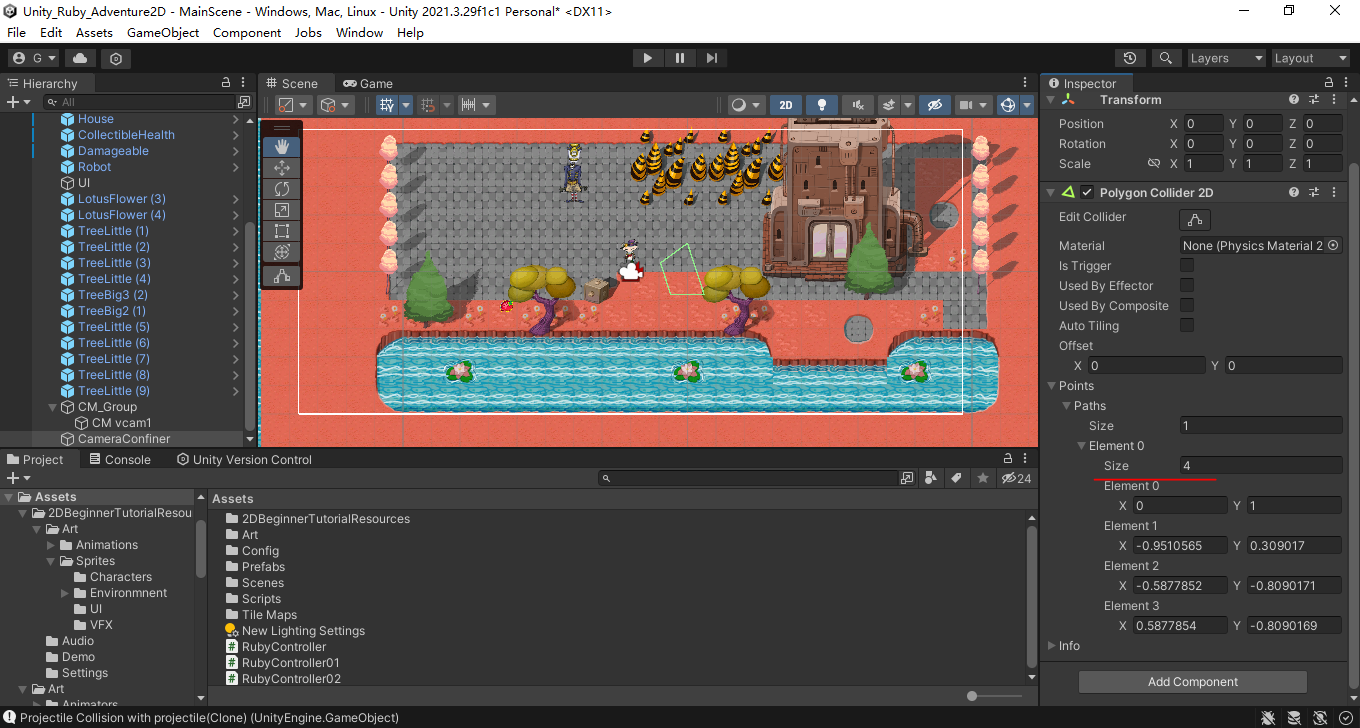 Unity_Ruby_Adventure2D - MainScene - Windows, Mac, Linux - Unity 2021.3.29f1c1 Personal* <DX11>
File Edit Assets GameObject Component Jobs Window Help
G Layers Layout
Hierarchy
All
House
CollectibleHealth
Damageable
Robot
UI
LotusFlower (3)
LotusFlower (4)
TreeLittle (1)
TreeLittle (2)
TreeLittle (3)
TreeLittle (4)
TreeBig3 (2)
TreeBig2 (1)
TreeLittle (5)
TreeLittle (6)
TreeLittle (7)
TreeLittle (8)
TreeLittle (9)
CM_Group
CM vcam1
CameraConfiner
Scene Game
2D
Inspector
Transform
Position X 0 Y 0 Z 0
Rotation X 0 Y 0 Z 0
Scale X 1 Y 1 Z 1
Polygon Collider 2D
Edit Collider
Material None (Physics Material 2
Is Trigger
Used By Effector
Used By Composite
Auto Tiling
Offset
X 0 Y 0
Points
Paths
Size 1
Element 0
Size 4
Element 0
X 0 Y 1
Element 1
X -0.9510565 Y 0.309017
Element 2
X -0.5877852 Y -0.8090171
Element 3
X 0.5877854 Y -0.8090169
Info
Add Component
Project Console Unity Version Control
24
Assets
2DBeginnerTutorialResou
Art
Animations
Sprites
Characters
Environmnent
UI
VFX
Audio
Demo
Settings
Art
Animators
Assets
2DBeginnerTutorialResources
Art
Config
Prefabs
Scenes
Scripts
Tile Maps
New Lighting Settings
RubyController
RubyController01
RubyController02
Projectile Collision with projectile(Clone) (UnityEngine.GameObject)